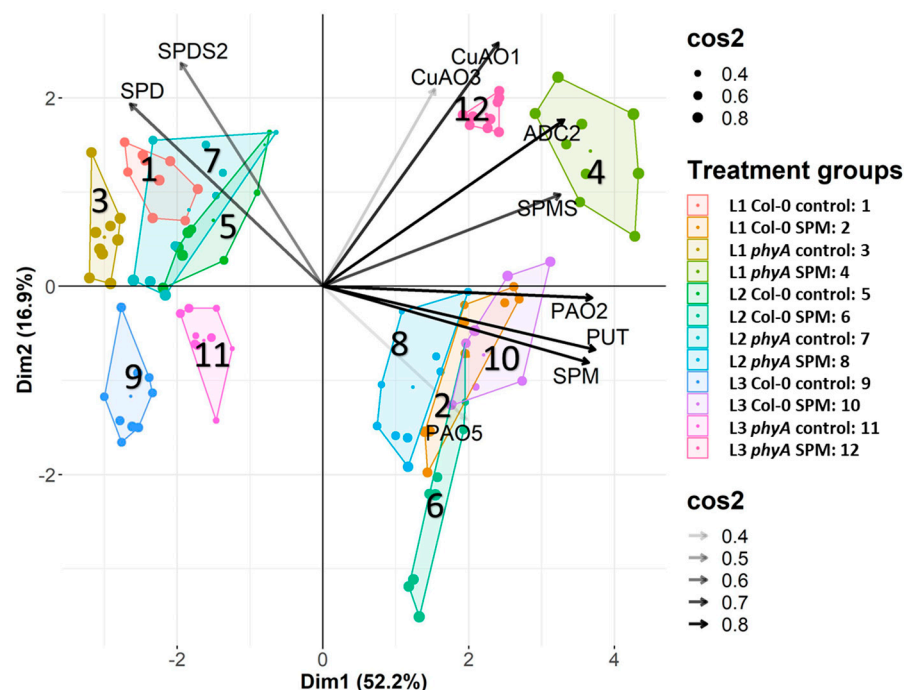 CuAO1
SPDS2
CuAO3
SPD
12
2
ADC2
1
7
4
3
5
SPMS
Dim2 (16.9%)
0
PAO2
8
PUT
11
10
9
SPM
2
PAO5
-2
6
-2
0
2
4
Dim1 (52.2%)
cos2
0.4
0.6
0.8
Treatment groups
L1 Col-0 control: 1
L1 Col-0 SPM: 2
L1 phyA control: 3
L1 phyA SPM: 4
L2 Col-0 control: 5
L2 Col-0 SPM: 6
L2 phyA control: 7
L2 phyA SPM: 8
L3 Col-0 control: 9
L3 Col-0 SPM: 10
L3 phyA control: 11
L3 phyA SPM: 12
cos2
0.4
0.5
0.6
0.7
0.8